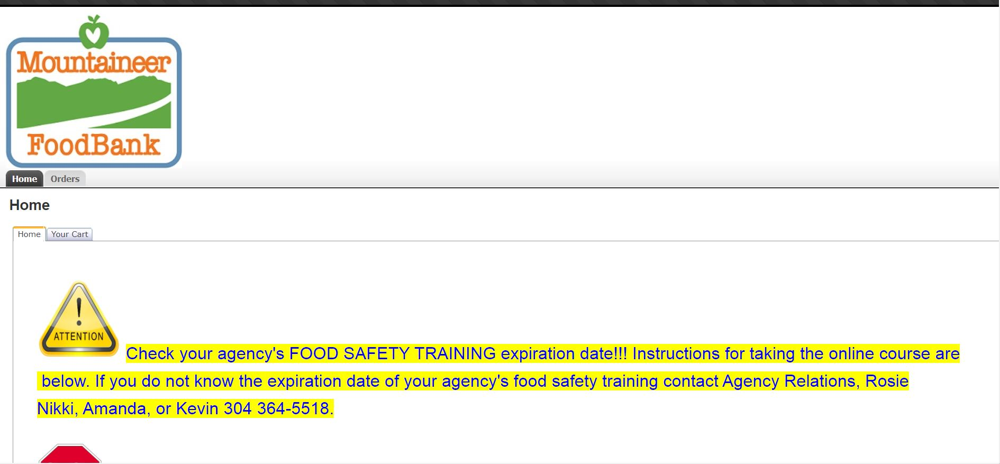 Mountaineer
FoodBank
Home Orders
Home
Home Your Cart
ATTENTION
Check your agency's FOOD SAFETY TRAINING expiration date!!! Instructions for taking the online course are
below. If you do not know the expiration date of your agency's food safety training contact Agency Relations, Rosie
Nikki, Amanda, or Kevin 304 364-5518.